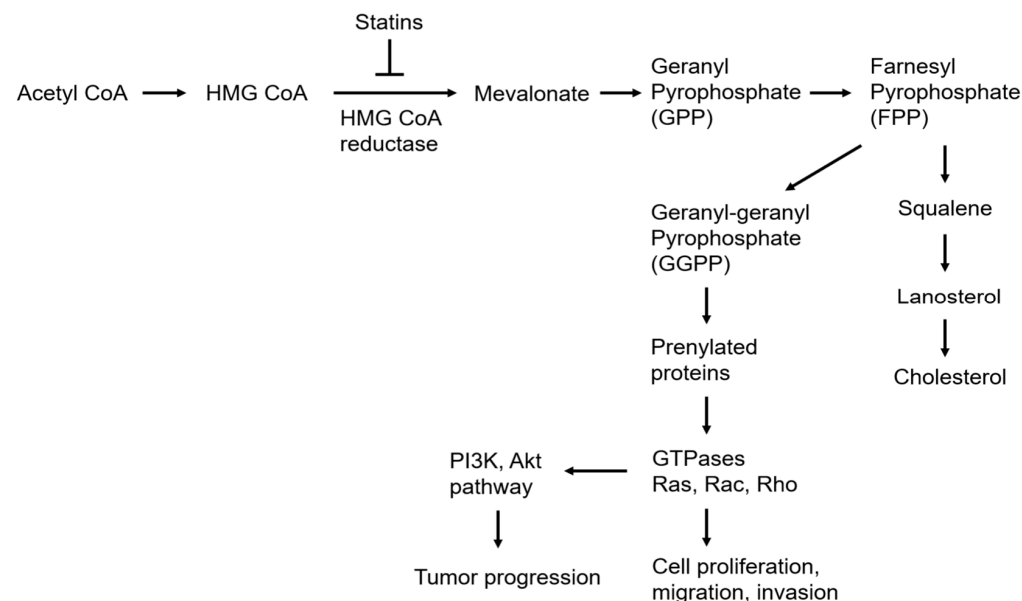 Statins
Acetyl CoA
HMG CoA
HMG CoA
reductase
Mevalonate
Geranyl
Pyrophosphate
(GPP)
Farnesyl
Pyrophosphate
(FPP)
Geranyl-geranyl
Pyrophosphate
(GGPP)
Squalene
Lanosterol
Cholesterol
Prenylated
proteins
GTPases
Ras, Rac, Rho
PI3K, Akt
pathway
Tumor progression
Cell proliferation,
migration, invasion